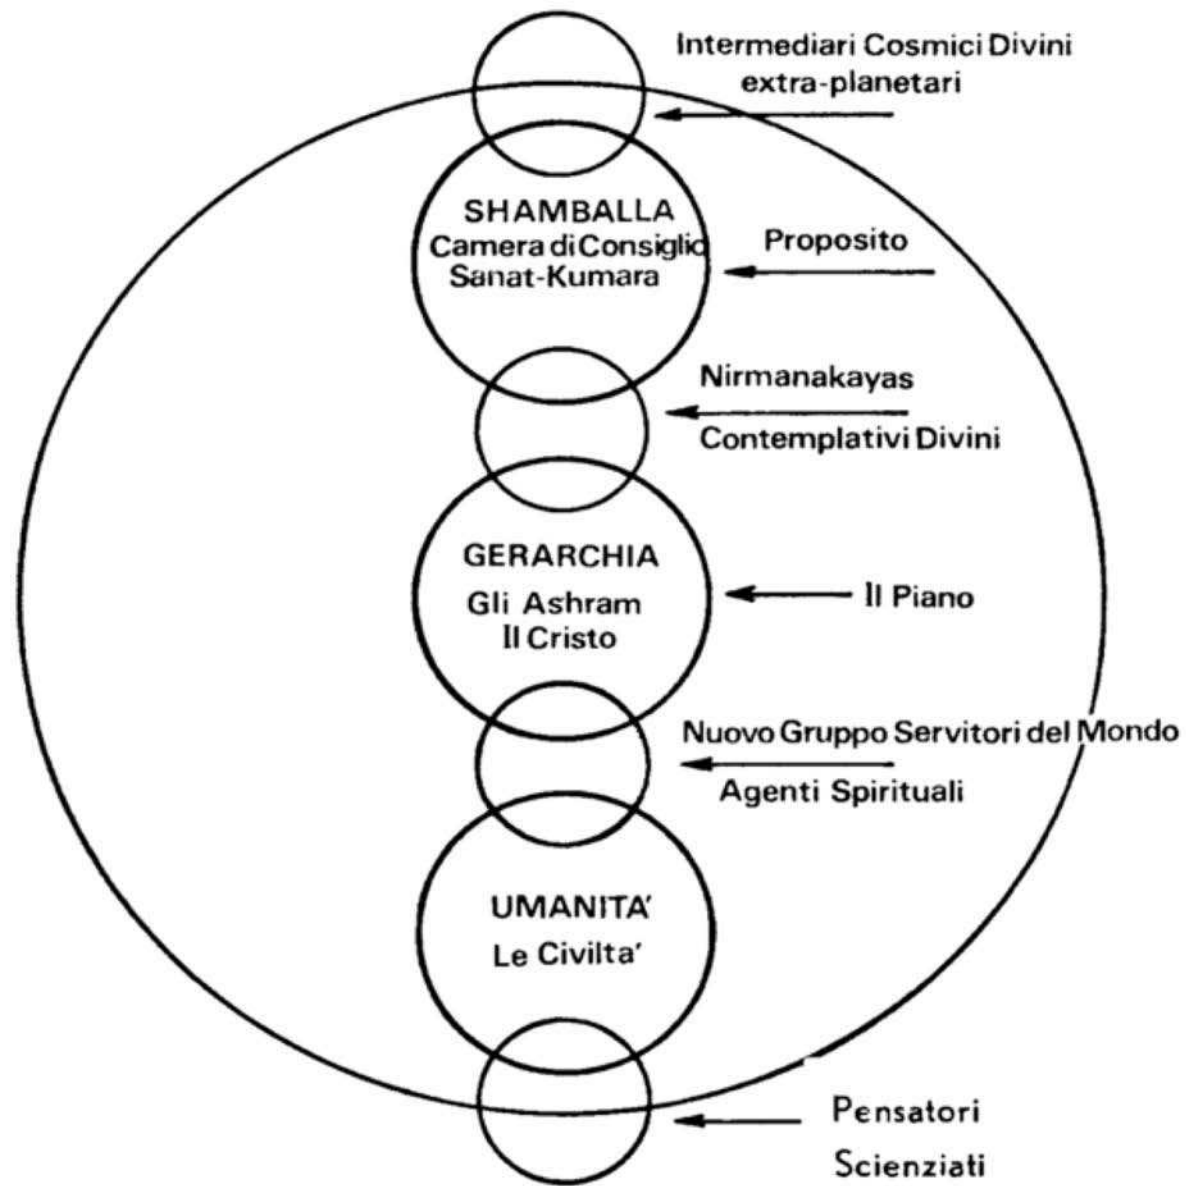 Intermediari Cosmici Divini
extra-planetari
SHAMBALLA
Camera di Consiglio
Sanat-Kumara
Proposito
Nirmanakayas
Contemplativi Divini
GERARCHIA
Gli Ashram
Il Cristo
Il Piano
Nuovo Gruppo Servitori del Mondo
Agenti Spirituali
UMANITA'
Le Civilta'
Pensatori
Scienziati